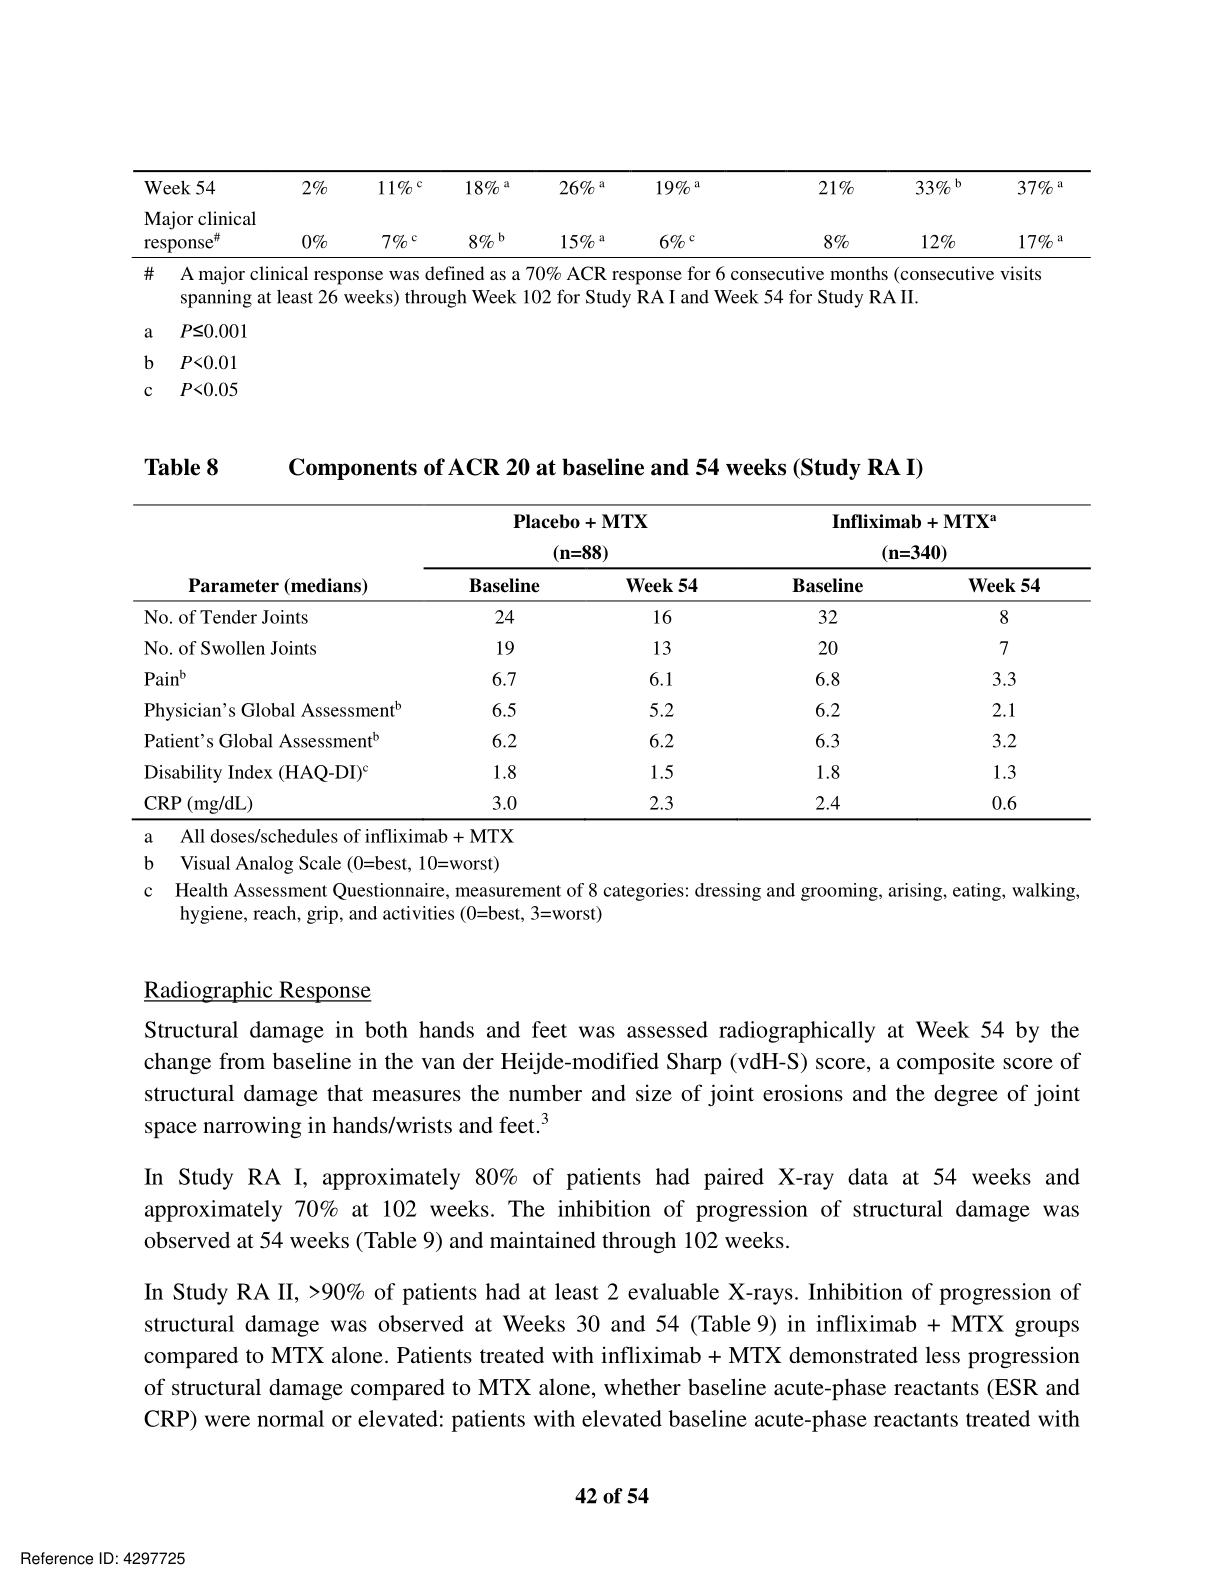 Week 54 2% 11% c 18% a 26% a 19% a 21% 33% b 37% a
Major clinical
response# 0% 7% c 8% b 15% a 6% c 8% 12% 17% a
# A major clinical response was defined as a 70% ACR response for 6 consecutive months (consecutive visits
spanning at least 26 weeks) through Week 102 for Study RA I and Week 54 for Study RA II.
a P≤0.001
b P<0.01
c P<0.05
Table 8 Components of ACR 20 at baseline and 54 weeks (Study RA I)
Placebo + MTX Infliximab + MTXa
(n=88) (n=340)
Parameter (medians) Baseline Week 54 Baseline Week 54
No. of Tender Joints 24 16 32 8
No. of Swollen Joints 19 13 20 7
Painb 6.7 6.1 6.8 3.3
Physician’s Global Assessmentb 6.5 5.2 6.2 2.1
Patient’s Global Assessmentb 6.2 6.2 6.3 3.2
Disability Index (HAQ-DI)c 1.8 1.5 1.8 1.3
CRP (mg/dL) 3.0 2.3 2.4 0.6
a All doses/schedules of infliximab + MTX
b Visual Analog Scale (0=best, 10=worst)
c Health Assessment Questionnaire, measurement of 8 categories: dressing and grooming, arising, eating, walking,
hygiene, reach, grip, and activities (0=best, 3=worst)
Radiographic Response
Structural damage in both hands and feet was assessed radiographically at Week 54 by the
change from baseline in the van der Heijde-modified Sharp (vdH-S) score, a composite score of
structural damage that measures the number and size of joint erosions and the degree of joint
space narrowing in hands/wrists and feet.3
In Study RA I, approximately 80% of patients had paired X-ray data at 54 weeks and
approximately 70% at 102 weeks. The inhibition of progression of structural damage was
observed at 54 weeks (Table 9) and maintained through 102 weeks.
In Study RA II, >90% of patients had at least 2 evaluable X-rays. Inhibition of progression of
structural damage was observed at Weeks 30 and 54 (Table 9) in infliximab + MTX groups
compared to MTX alone. Patients treated with infliximab + MTX demonstrated less progression
of structural damage compared to MTX alone, whether baseline acute-phase reactants (ESR and
CRP) were normal or elevated: patients with elevated baseline acute-phase reactants treated with
42 of 54
Reference ID: 4297725